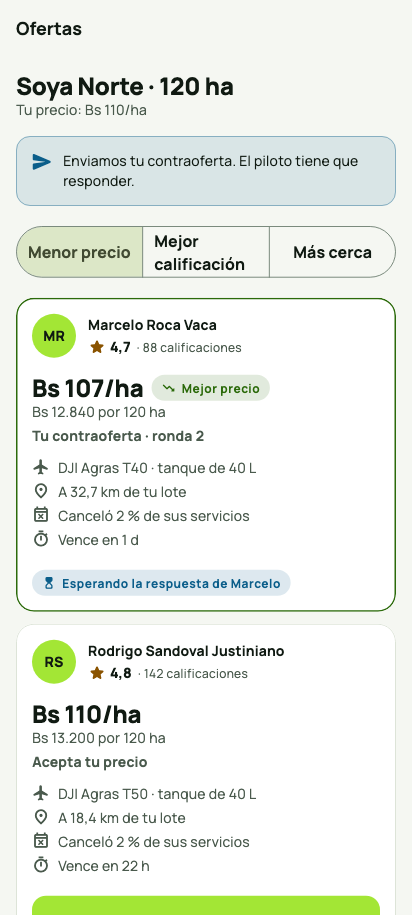 Ofertas
Soya Norte · 120 ha
Tu precio: Bs 110/ha
Enviamos tu contraoferta. El piloto tiene que
responder.
Menor precio
Mejor
calificación
Más cerca
MR
Marcelo Roca Vaca
4,7 · 88 calificaciones
Bs 107/ha
Mejor precio
Bs 12.840 por 120 ha
Tu contraoferta · ronda 2
DJI Agras T40 · tanque de 40 L
A 32,7 km de tu lote
Canceló 2 % de sus servicios
Vence en 1 d
Esperando la respuesta de Marcelo
RS
Rodrigo Sandoval Justiniano
4,8 · 142 calificaciones
Bs 110/ha
Bs 13.200 por 120 ha
Acepta tu precio
DJI Agras T50 · tanque de 40 L
A 18,4 km de tu lote
Canceló 2 % de sus servicios
Vence en 22 h